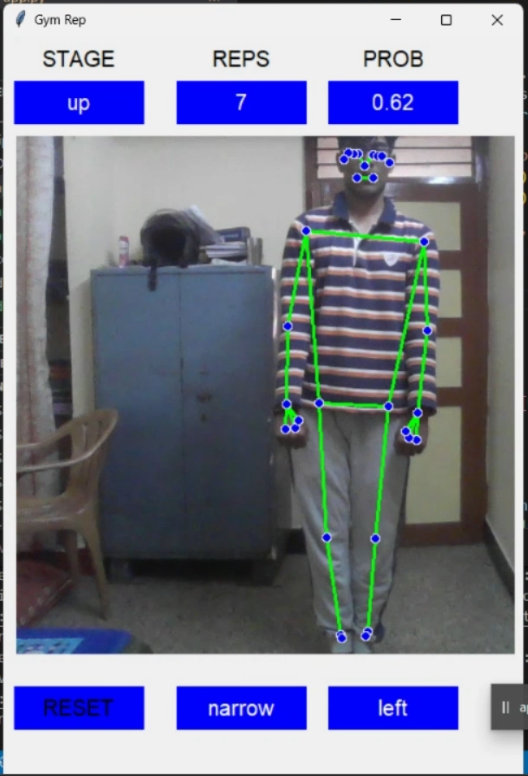 Gym Rep
STAGE REPS PROB
up 7 0.62
RESET narrow left